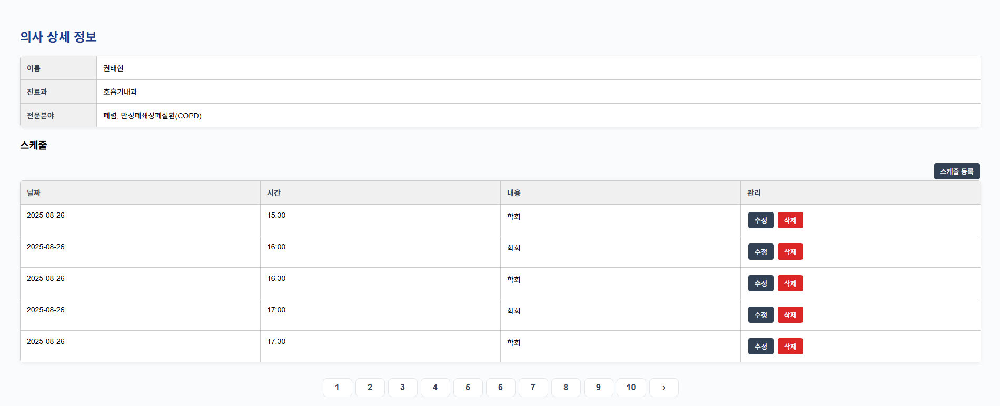 의사 상세 정보
이름 권태현
진료과 호흡기내과
전문분야 폐렴, 만성폐쇄성폐질환(COPD)
스케줄
스케줄 등록
날짜 시간 내용 관리
2025-08-26 15:30 학회 수정 삭제
2025-08-26 16:00 학회 수정 삭제
2025-08-26 16:30 학회 수정 삭제
2025-08-26 17:00 학회 수정 삭제
2025-08-26 17:30 학회 수정 삭제
1 2 3 4 5 6 7 8 9 10 ›